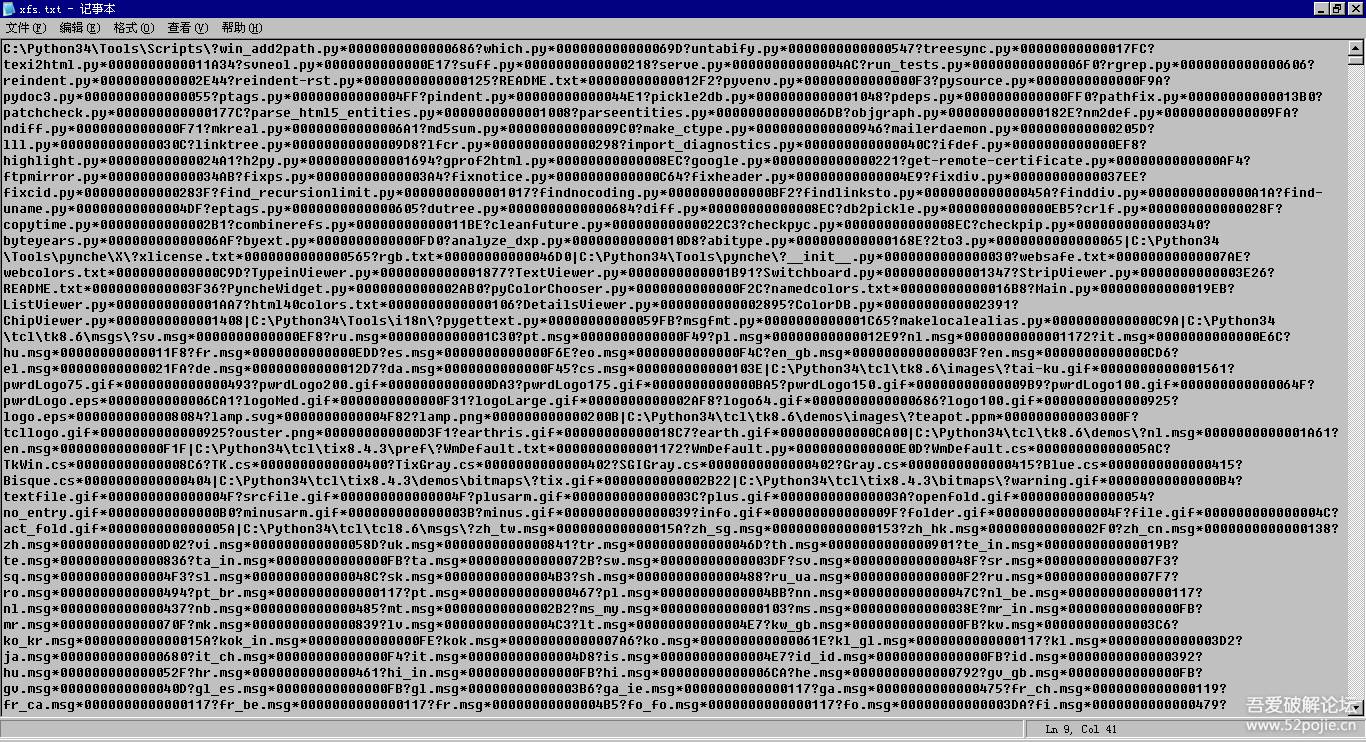 xfs.txt - 记事本
文件(F) 编辑(E) 格式(O) 查看(V) 帮助(H)
C:\Python34\Tools\Scripts\?win_add2path.py*0000000000000686?which.py*000000000000069D?untabify.py*0000000000000547?treesync.py*00000000000017FC?
texi2html.py*0000000000011A34?svneol.py*0000000000000E17?suff.py*0000000000000218?serve.py*00000000000004AC?run_tests.py*00000000000006F0?rgrep.py*0000000000000606?
reindent.py*0000000000002E44?reindent-rst.py*0000000000000125?README.txt*00000000000012F2?pyvenv.py*00000000000000F3?pysource.py*0000000000000F9A?
pydoc3.py*0000000000000055?ptags.py*00000000000004FF?pindent.py*00000000000044E1?pickle2db.py*0000000000001048?pdeps.py*0000000000000FF0?pathfix.py*00000000000013B0?
patchcheck.py*000000000000177C?parse_html5_entities.py*0000000000001008?parseentities.py*00000000000006DB?objgraph.py*000000000000182E?nm2def.py*00000000000009FA?
ndiff.py*0000000000000F71?mkreal.py*00000000000006A1?md5sum.py*00000000000009C0?make_ctype.py*0000000000000946?mailerdaemon.py*000000000000205D?
lll.py*000000000000030C?linktree.py*00000000000009D8?lfcr.py*0000000000000298?import_diagnostics.py*000000000000040C?ifdef.py*0000000000000EF8?
highlight.py*00000000000024A1?h2py.py*0000000000001694?gprof2html.py*00000000000008EC?google.py*0000000000000221?get-remote-certificate.py*0000000000000AF4?
ftpmirror.py*00000000000034AB?fixps.py*00000000000003A4?fixnotice.py*0000000000000C64?fixheader.py*00000000000004E9?fixdiv.py*00000000000037EE?
fixcid.py*000000000000283F?find_recursionlimit.py*0000000000001017?findnocoding.py*0000000000000BF2?findlinksto.py*000000000000045A?finddiv.py*0000000000000A1A?find-
uname.py*00000000000004DF?eptags.py*0000000000000605?dutree.py*0000000000000684?diff.py*00000000000008EC?db2pickle.py*0000000000000EB5?crlf.py*000000000000028F?
copytime.py*00000000000002B1?combinerefs.py*00000000000011BE?cleanfuture.py*00000000000022C3?checkpyc.py*00000000000008EC?checkpip.py*0000000000000340?
byteyears.py*00000000000006AF?byext.py*0000000000000FD0?analyze_dxp.py*00000000000010D8?abitype.py*000000000000168E?2to3.py*0000000000000065|C:\Python34
\Tools\pynche\X\?xlicense.txt*0000000000000565?rgb.txt*00000000000046D0|C:\Python34\Tools\pynche\?__init__.py*0000000000000030?websafe.txt*00000000000007AE?
webcolors.txt*0000000000000C9D?TypeinViewer.py*0000000000001877?TextViewer.py*0000000000001B91?Switchboard.py*0000000000001347?StripViewer.py*0000000000003E26?
README.txt*0000000000003F36?PyncheWidget.py*0000000000002AB0?pyColorChooser.py*0000000000000F2C?namedcolors.txt*00000000000016B8?Main.py*00000000000019EB?
ListViewer.py*0000000000001AA7?html40colors.txt*0000000000000106?DetailsViewer.py*0000000000002895?ColorDB.py*0000000000002391?
ChipViewer.py*0000000000001408|C:\Python34\Tools\i18n\?pygettext.py*00000000000059FB?msgfmt.py*0000000000001C65?makelocalealias.py*0000000000000C9A|C:\Python34
\tcl\tk8.6\msgs\?sv.msg*0000000000000EF8?ru.msg*0000000000001C30?pt.msg*0000000000000F49?pl.msg*00000000000012E9?nl.msg*0000000000001172?it.msg*0000000000000E6C?
hu.msg*00000000000011F8?fr.msg*0000000000000EDD?es.msg*0000000000000F6E?eo.msg*0000000000000F4C?en_gb.msg*000000000000003F?en.msg*0000000000000CD6?
el.msg*00000000000021FA?de.msg*00000000000012D7?da.msg*0000000000000F45?cs.msg*000000000000103E|C:\Python34\tcl\tk8.6\images\?tai-ku.gif*0000000000001561?
pwrdLogo75.gif*0000000000000493?pwrdLogo200.gif*0000000000000DA3?pwrdLogo175.gif*0000000000000BA5?pwrdLogo150.gif*00000000000009B9?pwrdLogo100.gif*000000000000064F?
pwrdLogo.eps*0000000000006CA1?logoMed.gif*0000000000000F31?logoLarge.gif*0000000000002AF8?logo64.gif*0000000000000686?logo100.gif*0000000000000925?
logo.eps*0000000000008084?lamp.svg*0000000000004F82?lamp.png*000000000000200B|C:\Python34\tcl\tk8.6\demos\images\?teapot.ppm*000000000003000F?
tcllogo.gif*0000000000000925?ouster.png*000000000000D3F1?earthris.gif*00000000000018C7?earth.gif*000000000000CA00|C:\Python34\tcl\tk8.6\demos\?nl.msg*0000000000001A61?
en.msg*0000000000000F1F|C:\Python34\tcl\tix8.4.3\pref\?WmDefault.txt*0000000000001172?WmDefault.py*0000000000000E0D?WmDefault.cs*00000000000005AC?
TkWin.cs*00000000000008C6?TK.cs*0000000000000400?TixGray.cs*0000000000000402?SGIGray.cs*0000000000000402?Gray.cs*0000000000000415?Blue.cs*0000000000000415?
Bisque.cs*0000000000000404|C:\Python34\tcl\tix8.4.3\demos\bitmaps\?tix.gif*0000000000002B22|C:\Python34\tcl\tix8.4.3\bitmaps\?warning.gif*00000000000000B4?
textfile.gif*000000000000004F?srcfile.gif*000000000000004F?plusarm.gif*000000000000003C?plus.gif*000000000000003A?openfold.gif*0000000000000054?
no_entry.gif*00000000000000B0?minusarm.gif*000000000000003B?minus.gif*0000000000000039?info.gif*000000000000009F?folder.gif*000000000000004F?file.gif*000000000000004C?
act_fold.gif*000000000000005A|C:\Python34\tcl\tcl8.6\msgs\?zh_tw.msg*000000000000015A?zh_sg.msg*0000000000000153?zh_hk.msg*00000000000002F0?zh_cn.msg*0000000000000138?
zh.msg*0000000000000D02?vi.msg*000000000000058D?uk.msg*0000000000000841?tr.msg*000000000000046D?th.msg*0000000000000901?te_in.msg*000000000000019B?
te.msg*0000000000000836?ta_in.msg*00000000000000FB?ta.msg*000000000000072B?sw.msg*00000000000003DF?sv.msg*000000000000048F?sr.msg*00000000000007F3?
sq.msg*00000000000004F3?sl.msg*000000000000048C?sk.msg*00000000000004B3?sh.msg*0000000000000488?ru_ua.msg*00000000000000F2?ru.msg*00000000000007F7?
ro.msg*0000000000000494?pt_br.msg*0000000000000117?pt.msg*0000000000000467?pl.msg*00000000000004BB?nn.msg*000000000000047C?nl_be.msg*0000000000000117?
nl.msg*0000000000000437?nb.msg*0000000000000485?mt.msg*00000000000002B2?ms_my.msg*0000000000000103?ms.msg*000000000000038E?mr_in.msg*00000000000000FB?
mr.msg*000000000000070F?mk.msg*0000000000000839?lv.msg*00000000000004C3?lt.msg*00000000000004E7?kw_gb.msg*00000000000000FB?kw.msg*00000000000003C6?
ko_kr.msg*000000000000015A?kok_in.msg*00000000000000FE?kok.msg*00000000000007A6?ko.msg*000000000000061E?kl_gl.msg*0000000000000117?kl.msg*00000000000003D2?
ja.msg*0000000000000680?it_ch.msg*00000000000000F4?it.msg*00000000000004D8?is.msg*00000000000004E7?id_id.msg*00000000000000FB?id.msg*0000000000000392?
hu.msg*000000000000052F?hr.msg*0000000000000461?hi_in.msg*00000000000000FB?hi.msg*00000000000006CA?he.msg*0000000000000792?gv_gb.msg*00000000000000FB?
gv.msg*000000000000040D?gl_es.msg*00000000000000FB?gl.msg*00000000000003B6?ga_ie.msg*0000000000000117?ga.msg*0000000000000475?fr_ch.msg*0000000000000119?
fr_ca.msg*0000000000000117?fr_be.msg*0000000000000117?fr.msg*00000000000004B5?fo_fo.msg*0000000000000117?fo.msg*00000000000003DA?fi.msg*0000000000000479?
吾爱破解论坛
www.52pojie.cn
Ln 9, Col 41